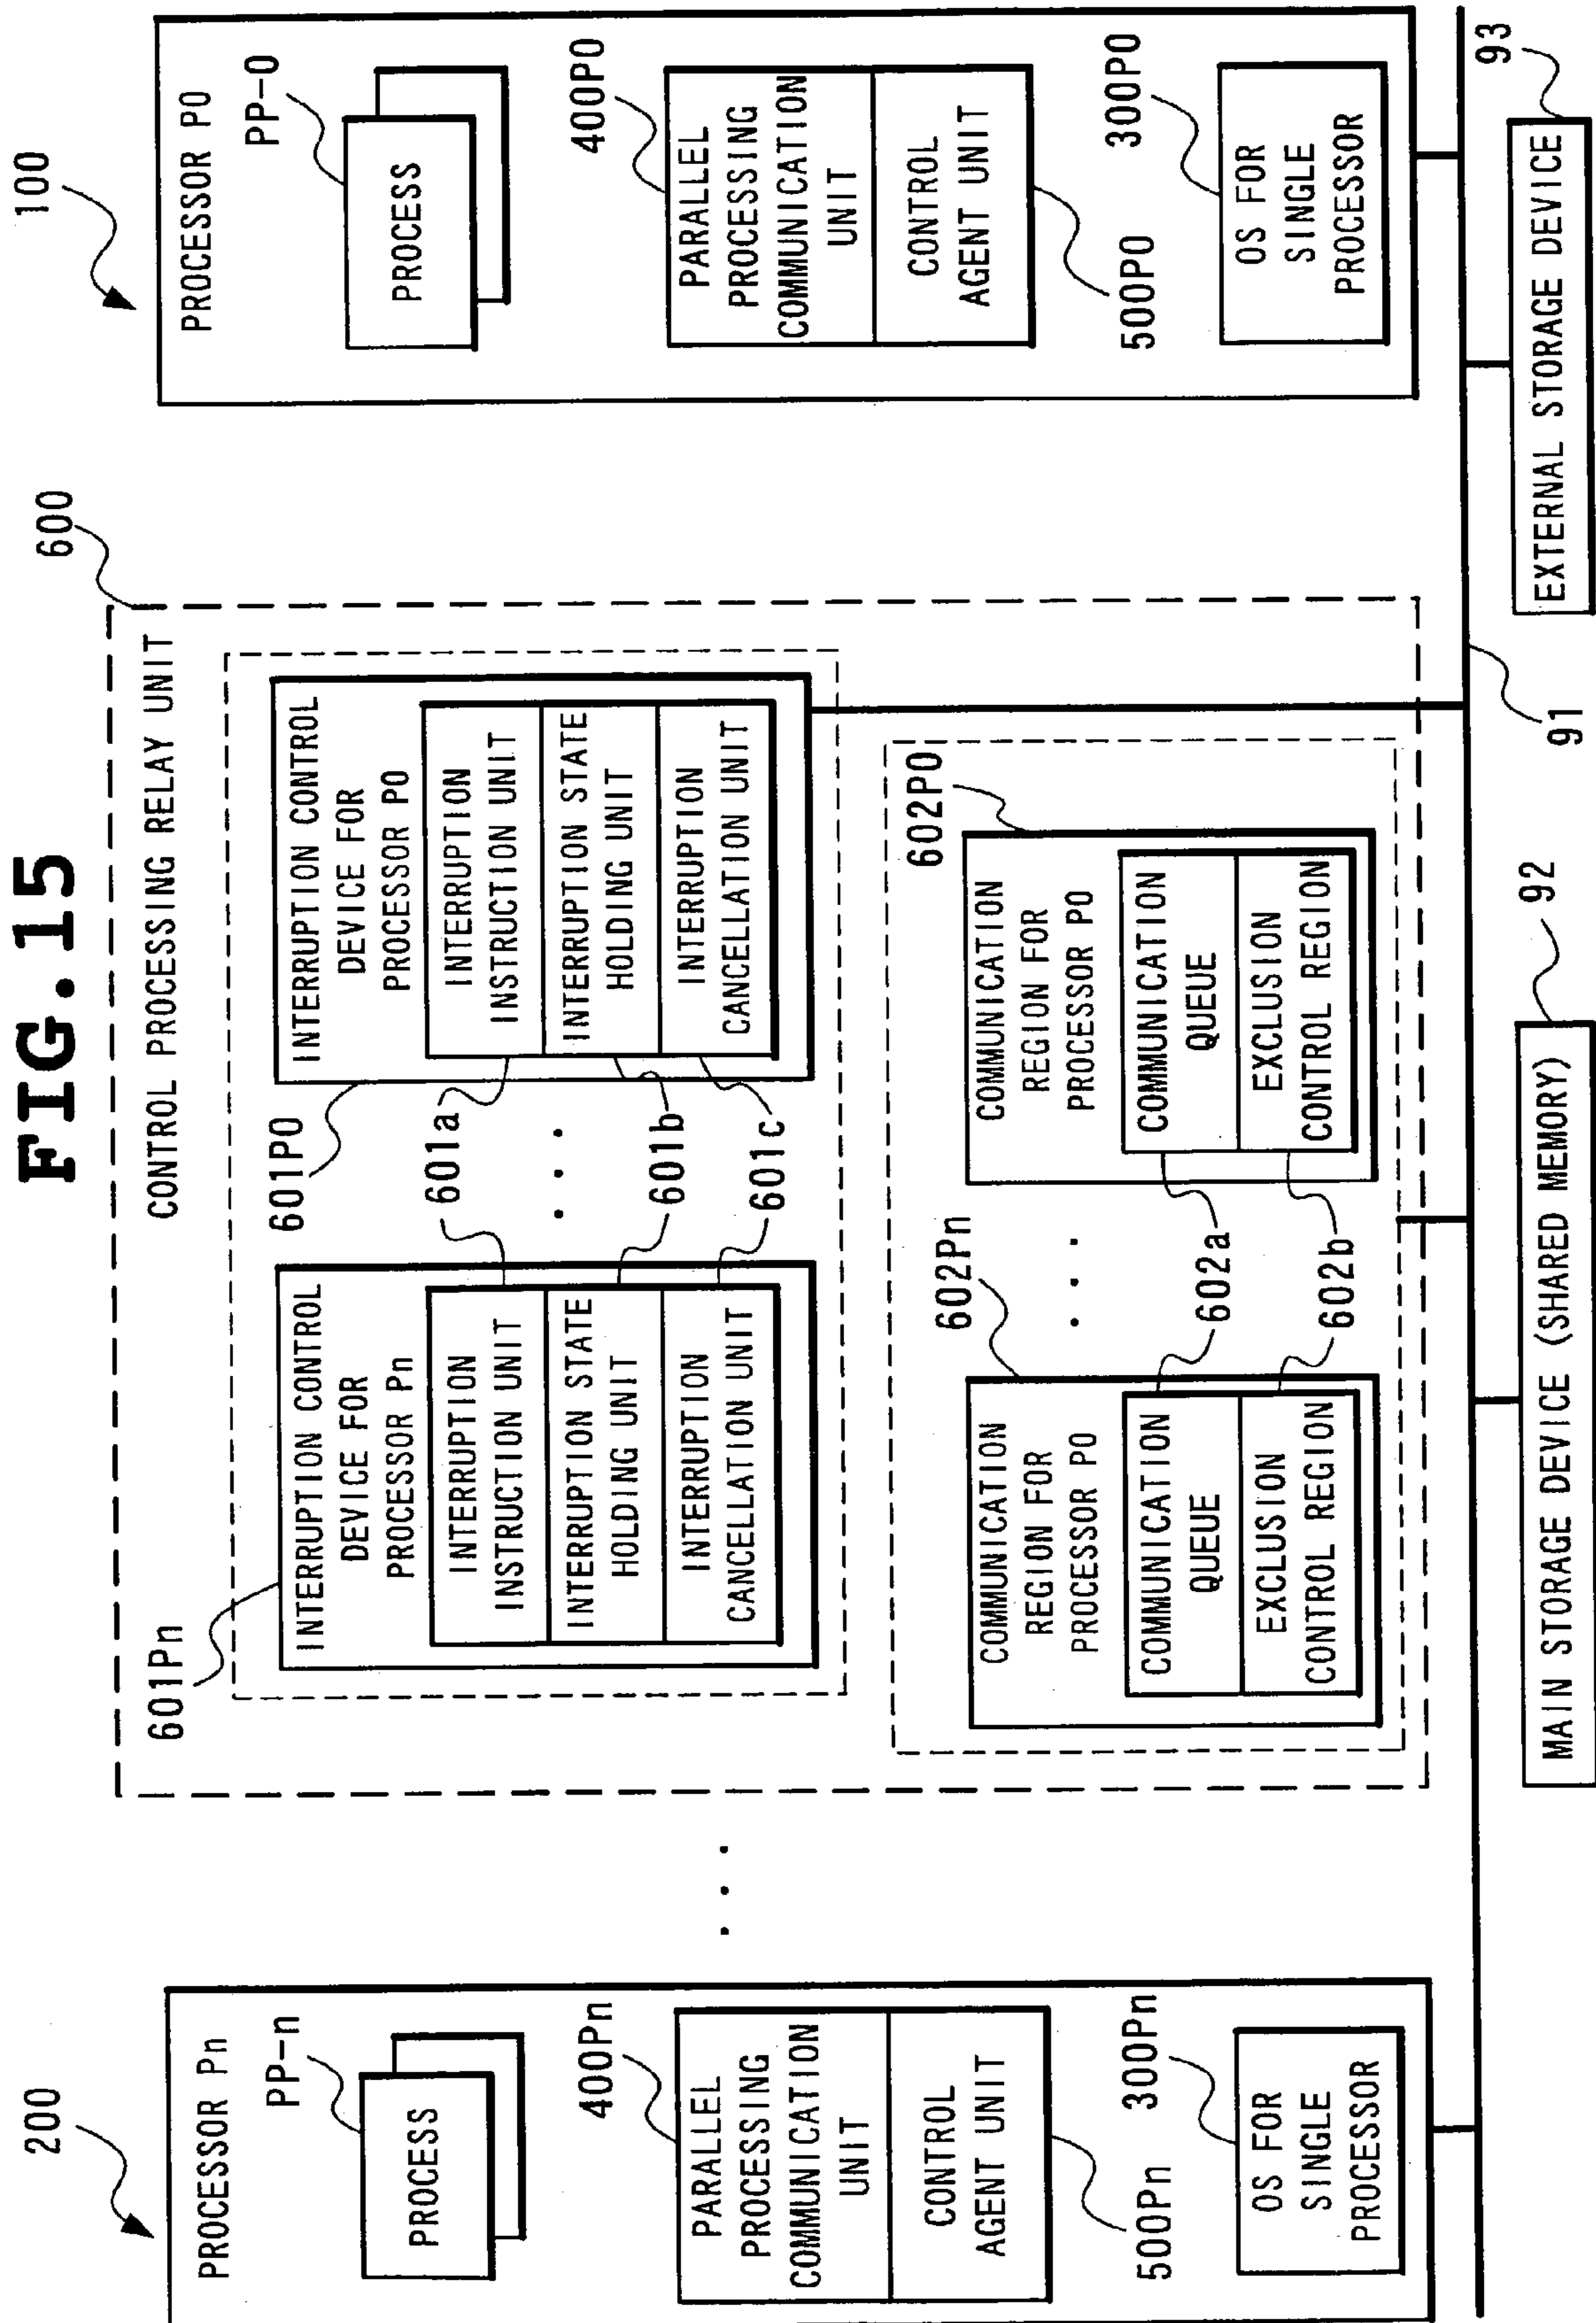 FIG.15
200
PROCESSOR Pn
PP-n
PROCESS
400Pn
PARALLEL
PROCESSING
COMMUNICATION
UNIT
CONTROL
AGENT UNIT
500Pn
300Pn
OS FOR
SINGLE
PROCESSOR
. . .
600
CONTROL PROCESSING RELAY UNIT
601Pn
INTERRUPTION CONTROL
DEVICE FOR
PROCESSOR Pn
INTERRUPTION
INSTRUCTION UNIT
INTERRUPTION STATE
HOLDING UNIT
INTERRUPTION
CANCELLATION UNIT
601P0
601a
. . .
601b
601c
INTERRUPTION CONTROL
DEVICE FOR
PROCESSOR P0
INTERRUPTION
INSTRUCTION UNIT
INTERRUPTION STATE
HOLDING UNIT
INTERRUPTION
CANCELLATION UNIT
602Pn
COMMUNICATION
REGION FOR
PROCESSOR P0
COMMUNICATION
QUEUE
EXCLUSION
CONTROL REGION
. . .
602a
602b
602P0
COMMUNICATION
REGION FOR
PROCESSOR P0
COMMUNICATION
QUEUE
EXCLUSION
CONTROL REGION
100
PROCESSOR P0
PP-0
PROCESS
400P0
PARALLEL
PROCESSING
COMMUNICATION
UNIT
CONTROL
AGENT UNIT
500P0
300P0
OS FOR
SINGLE
PROCESSOR
92
MAIN STORAGE DEVICE (SHARED MEMORY)
91
93
EXTERNAL STORAGE DEVICE